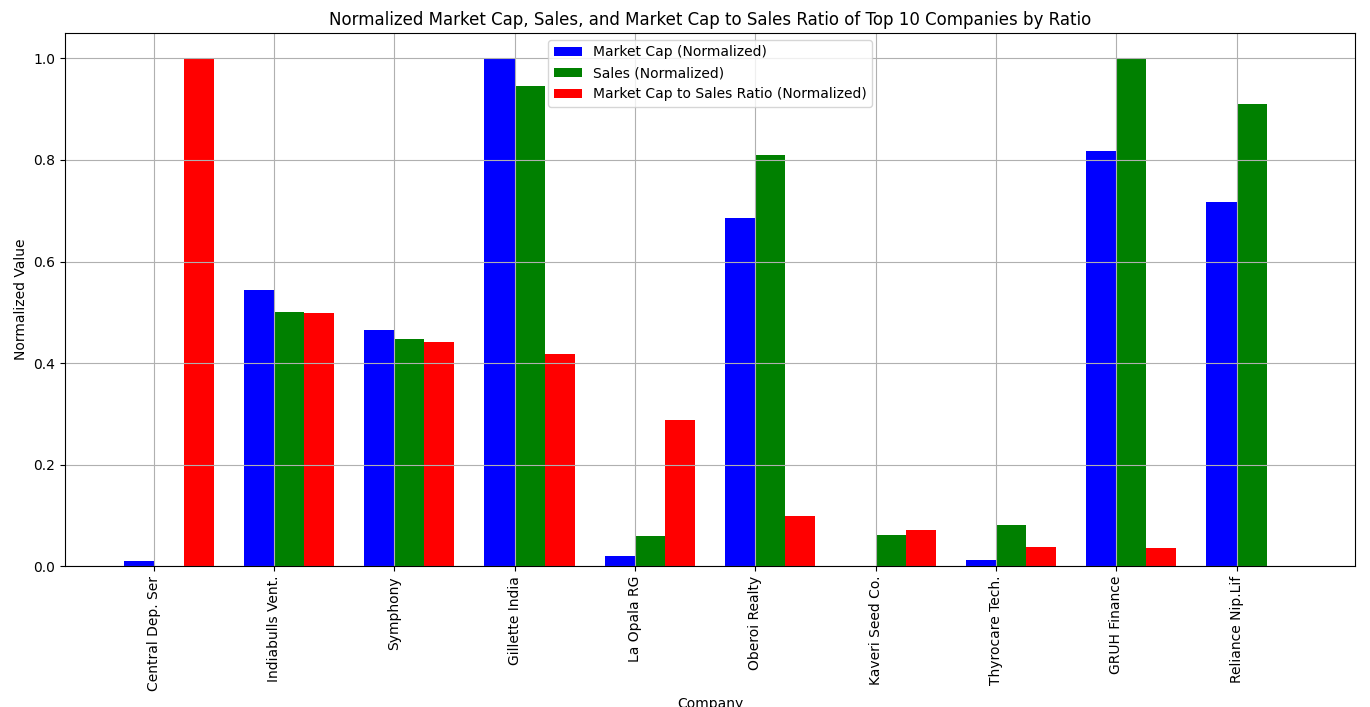 Normalized Market Cap, Sales, and Market Cap to Sales Ratio of Top 10 Companies by Ratio
Market Cap (Normalized)
Sales (Normalized)
Market Cap to Sales Ratio (Normalized)
Normalized Value
1.0
0.8
0.6
0.4
0.2
0.0
Central Dep. Ser
Indiabulls Vent.
Symphony
Gillette India
La Opala RG
Oberoi Realty
Kaveri Seed Co.
Thyrocare Tech.
GRUH Finance
Reliance Nip.Lif
Company